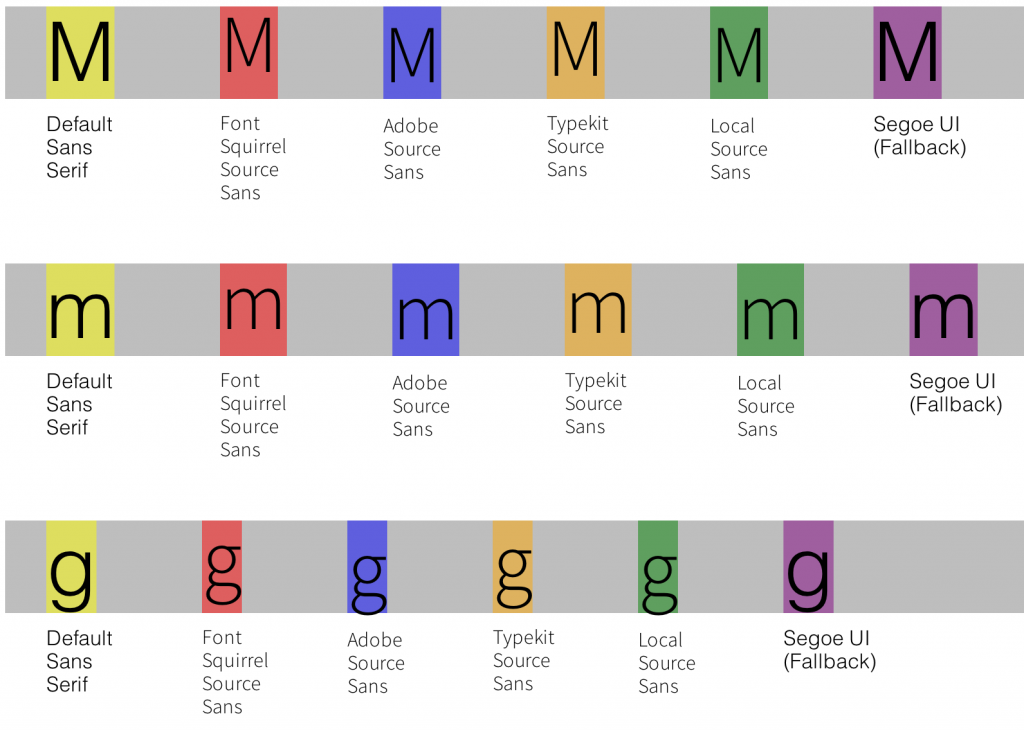 M M M M M M
Default
Sans
Serif
Font
Squirrel
Source
Sans
Adobe
Source
Sans
Typekit
Source
Sans
Local
Source
Sans
Segoe UI
(Fallback)
m m m m m m
Default
Sans
Serif
Font
Squirrel
Source
Sans
Adobe
Source
Sans
Typekit
Source
Sans
Local
Source
Sans
Segoe UI
(Fallback)
g g g g g g
Default
Sans
Serif
Font
Squirrel
Source
Sans
Adobe
Source
Sans
Typekit
Source
Sans
Local
Source
Sans
Segoe UI
(Fallback)